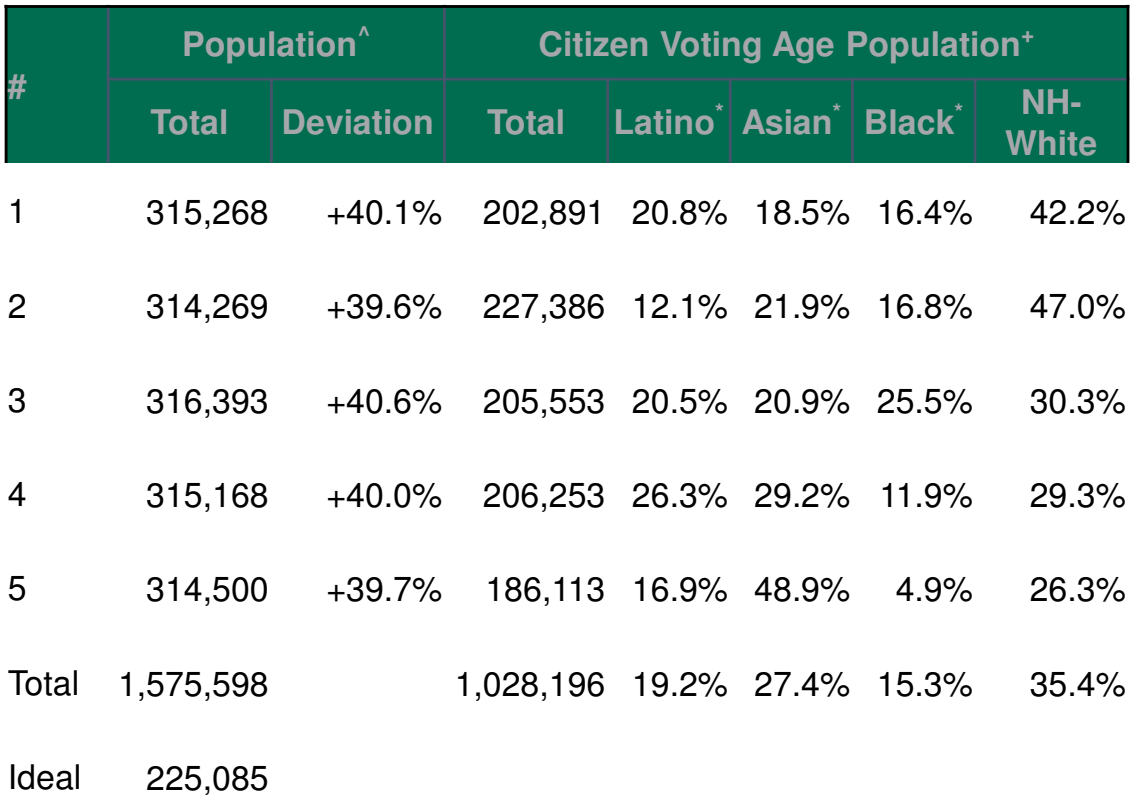 # Population^ Citizen Voting Age Population+
Total Deviation Total Latino* Asian* Black* NH-White
1 315,268 +40.1% 202,891 20.8% 18.5% 16.4% 42.2%
2 314,269 +39.6% 227,386 12.1% 21.9% 16.8% 47.0%
3 316,393 +40.6% 205,553 20.5% 20.9% 25.5% 30.3%
4 315,168 +40.0% 206,253 26.3% 29.2% 11.9% 29.3%
5 314,500 +39.7% 186,113 16.9% 48.9% 4.9% 26.3%
Total 1,575,598 1,028,196 19.2% 27.4% 15.3% 35.4%
Ideal 225,085